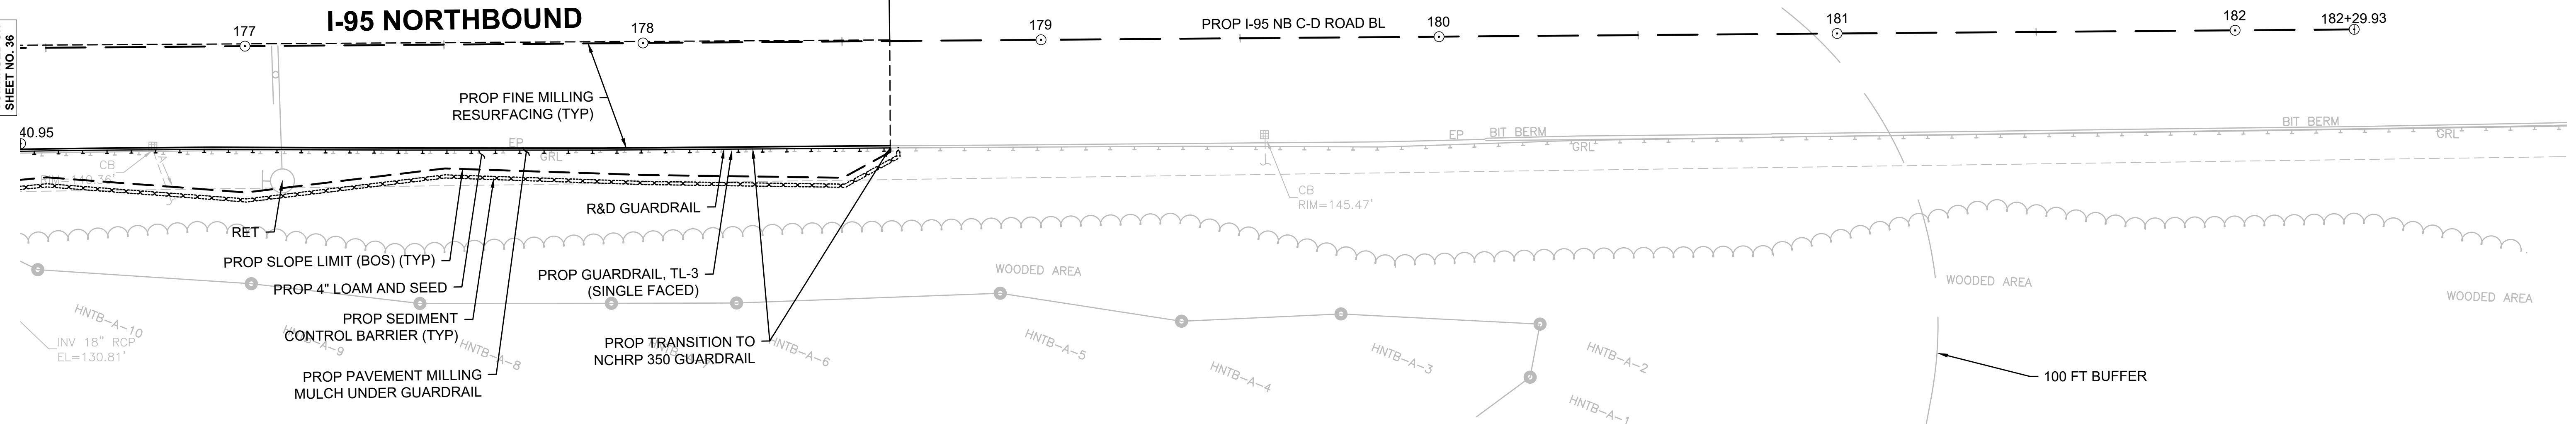 SHEET NO. 36
I-95 NORTHBOUND
177
178
179
PROP I-95 NB C-D ROAD BL
180
181
182
182+29.93
PROP FINE MILLING
RESURFACING (TYP)
40.95
EP
GRL
CB
EP
BIT BERM
GRL
BIT BERM
GRL
CB
RIM=145.47'
R&D GUARDRAIL
RET
PROP SLOPE LIMIT (BOS) (TYP)
PROP 4" LOAM AND SEED
PROP GUARDRAIL, TL-3
(SINGLE FACED)
WOODED AREA
WOODED AREA
WOODED AREA
PROP SEDIMENT
CONTROL BARRIER (TYP)
PROP TRANSITION TO
NCHRP 350 GUARDRAIL
PROP PAVEMENT MILLING
MULCH UNDER GUARDRAIL
HNTB-A-10
INV 18" RCP
EL=130.81'
HNTB-A-9
HNTB-A-8
HNTB-A-6
HNTB-A-5
HNTB-A-4
HNTB-A-3
HNTB-A-2
HNTB-A-1
100 FT BUFFER